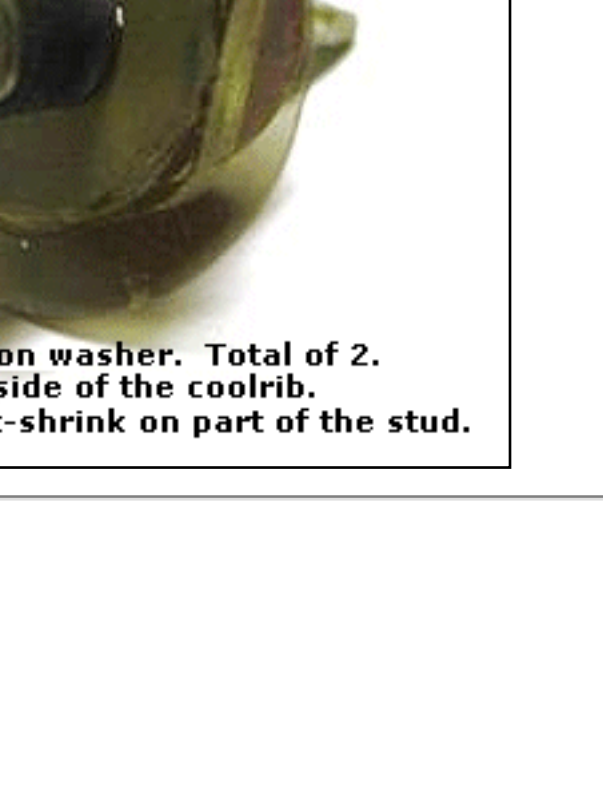 on washer.  Total of 2.
side of the coolrib.
-shrink on part of the stud.